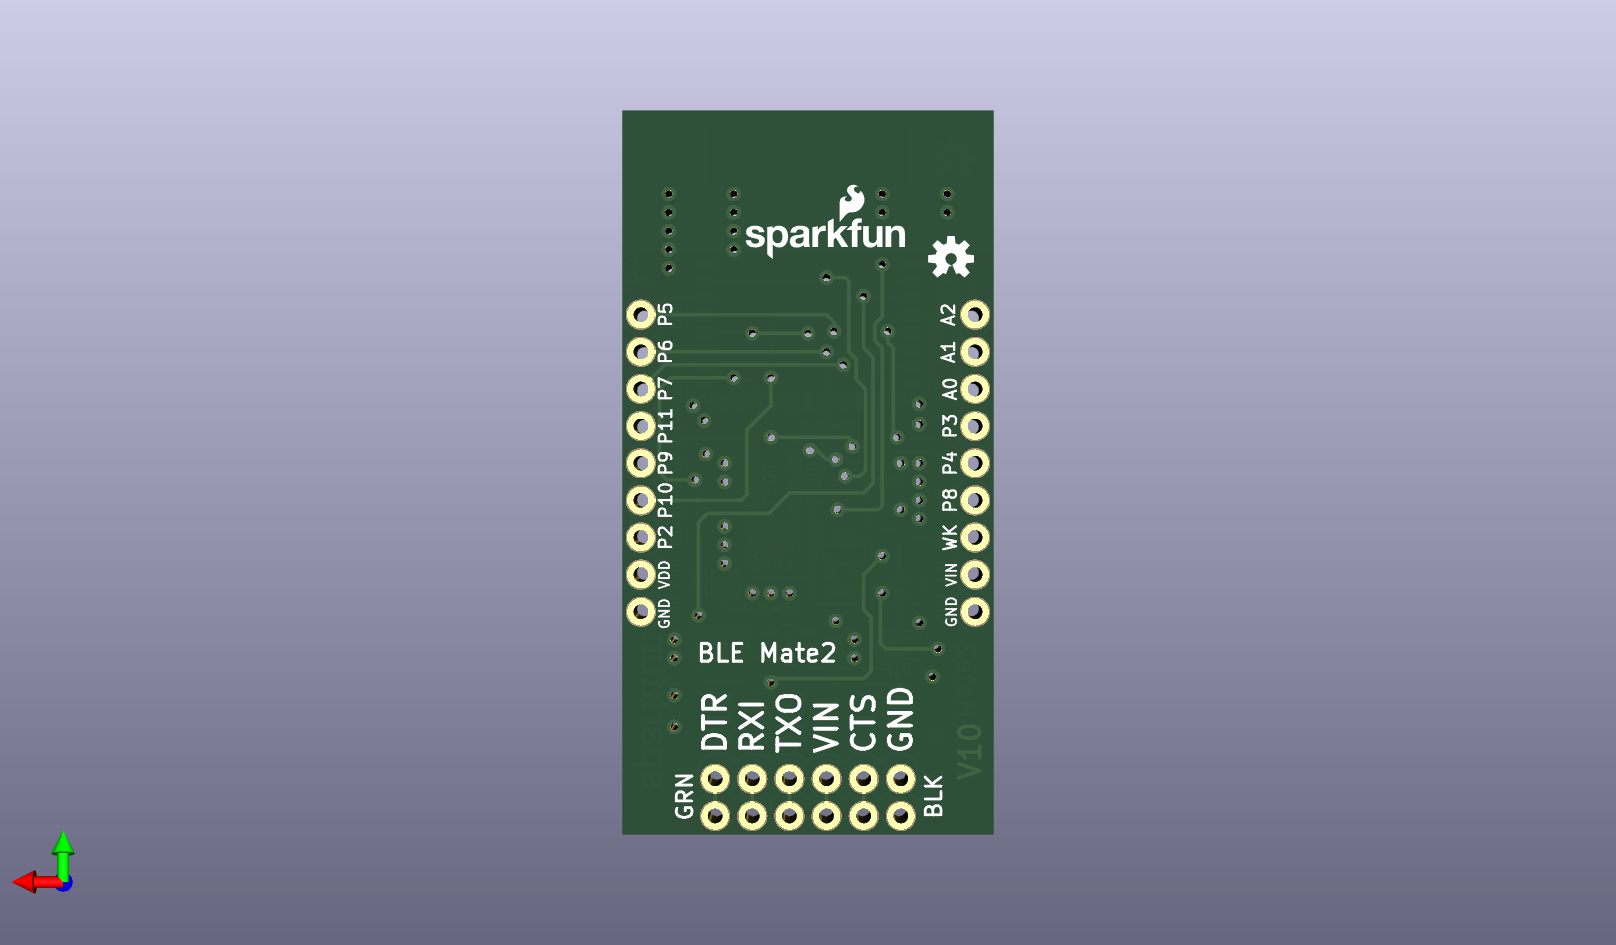 sparkfun
P5
P6
P7
P11
P9
P10
P2
VDD
GND
A2
A1
A0
P3
P4
P8
WK
VIN
GND
BLE Mate2
DTR
RXI
TXO
VIN
CTS
GND
GRN
BLK
V10